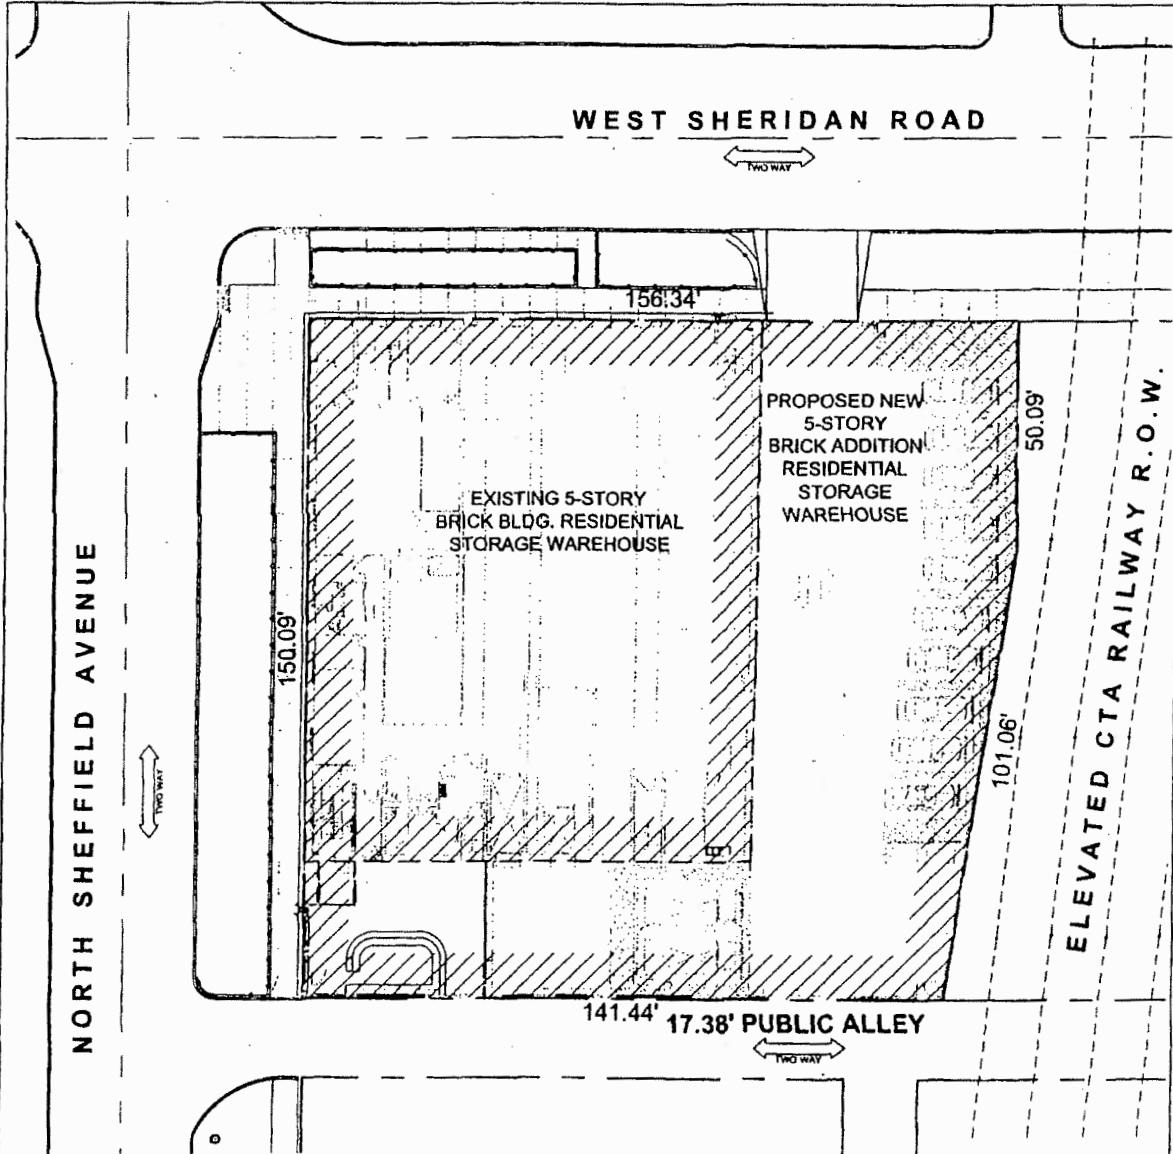 WEST SHERIDAN ROAD
TWO WAY
156.34'
PROPOSED NEW
5-STORY
BRICK ADDITION
RESIDENTIAL
STORAGE
WAREHOUSE
50.09'
EXISTING 5-STORY
BRICK BLDG. RESIDENTIAL
STORAGE WAREHOUSE
NORTH SHEFFIELD AVENUE
150.09'
TWO WAY
101.06'
ELEVATED CTA RAILWAY R.O.W.
141.44'
17.38' PUBLIC ALLEY
TWO WAY